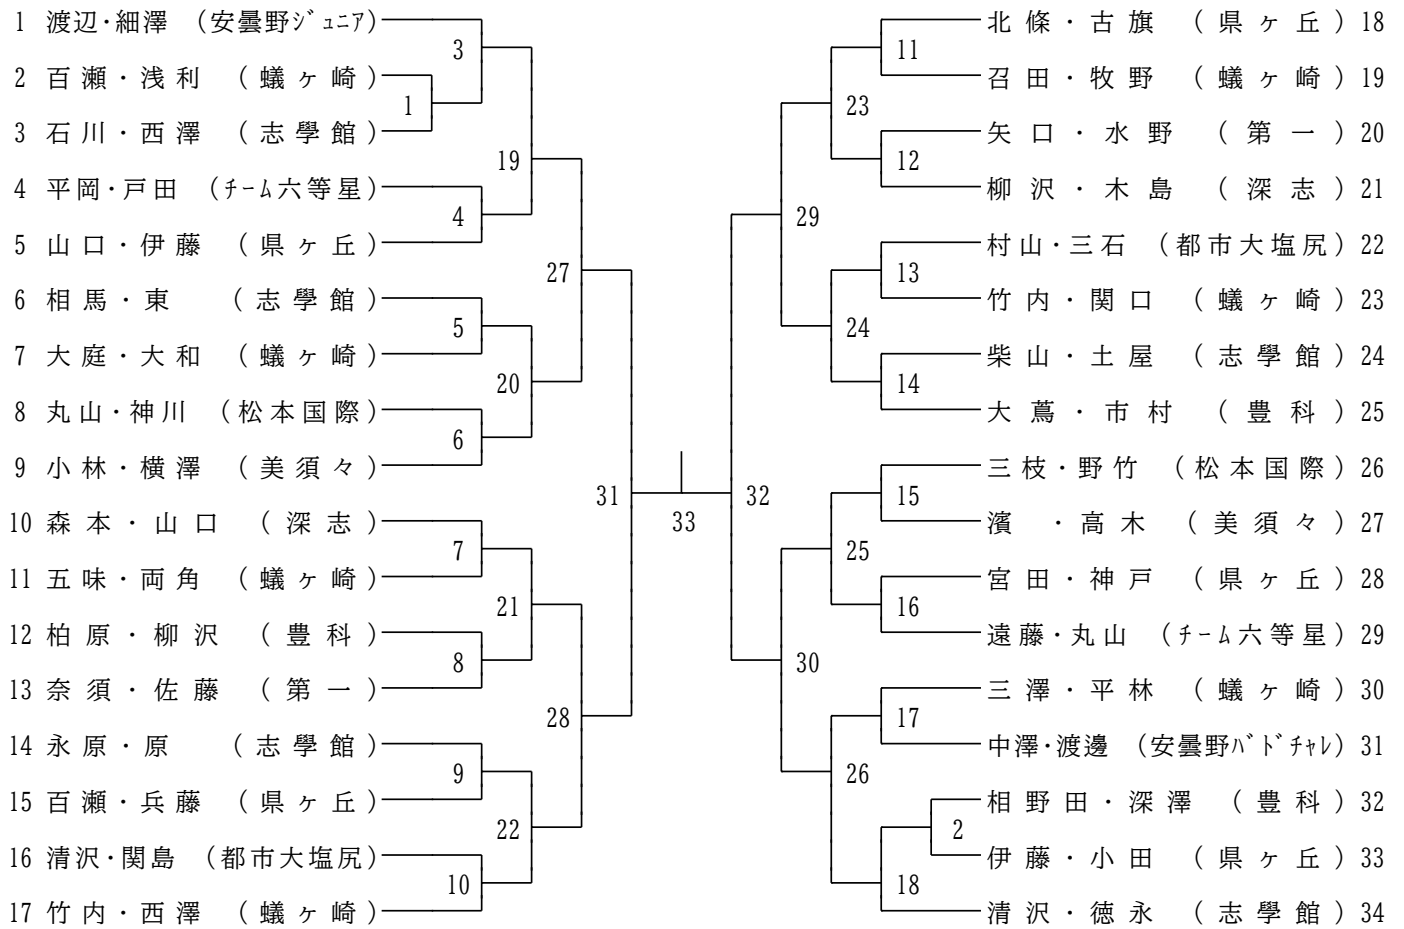 1 渡辺・細澤 (安曇野ジュニア)
2 百瀬・浅利 (蟻ヶ崎)
3 石川・西澤 (志學館)
4 平岡・戸田 (チーム六等星)
5 山口・伊藤 (県ヶ丘)
6 相馬・東 (志學館)
7 大庭・大和 (蟻ヶ崎)
8 丸山・神川 (松本国際)
9 小林・横澤 (美須々)
10 森本・山口 (深志)
11 五味・両角 (蟻ヶ崎)
12 柏原・柳沢 (豊科)
13 奈須・佐藤 (第一)
14 永原・原 (志學館)
15 百瀬・兵藤 (県ヶ丘)
16 清沢・関島 (都市大塩尻)
17 竹内・西澤 (蟻ヶ崎)
3
1
19
4
27
5
20
6
31
7
21
8
28
9
22
10
33
11
23
12
29
13
24
14
32
15
25
16
30
17
26
2
18
北條・古旗 (県ヶ丘) 18
召田・牧野 (蟻ヶ崎) 19
矢口・水野 (第一) 20
柳沢・木島 (深志) 21
村山・三石 (都市大塩尻) 22
竹内・関口 (蟻ヶ崎) 23
柴山・土屋 (志學館) 24
大蔦・市村 (豊科) 25
三枝・野竹 (松本国際) 26
濱 ・高木 (美須々) 27
宮田・神戸 (県ヶ丘) 28
遠藤・丸山 (チーム六等星) 29
三澤・平林 (蟻ヶ崎) 30
中澤・渡邊 (安曇野バドチャレ) 31
相野田・深澤 (豊科) 32
伊藤・小田 (県ヶ丘) 33
清沢・徳永 (志學館) 34